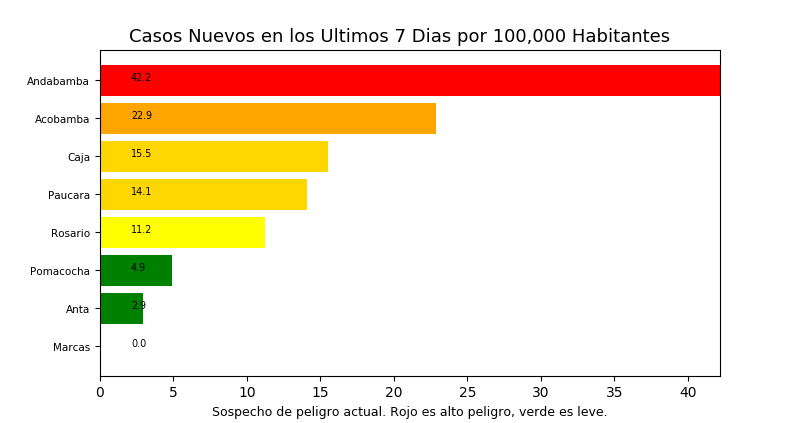 Casos Nuevos en los Ultimos 7 Dias por 100,000 Habitantes
Andabamba 42.2
Acobamba 22.9
Caja 15.5
Paucara 14.1
Rosario 11.2
Pomacocha 4.9
Anta 2.9
Marcas 0.0
0 5 10 15 20 25 30 35 40
Sospecho de peligro actual. Rojo es alto peligro, verde es leve.